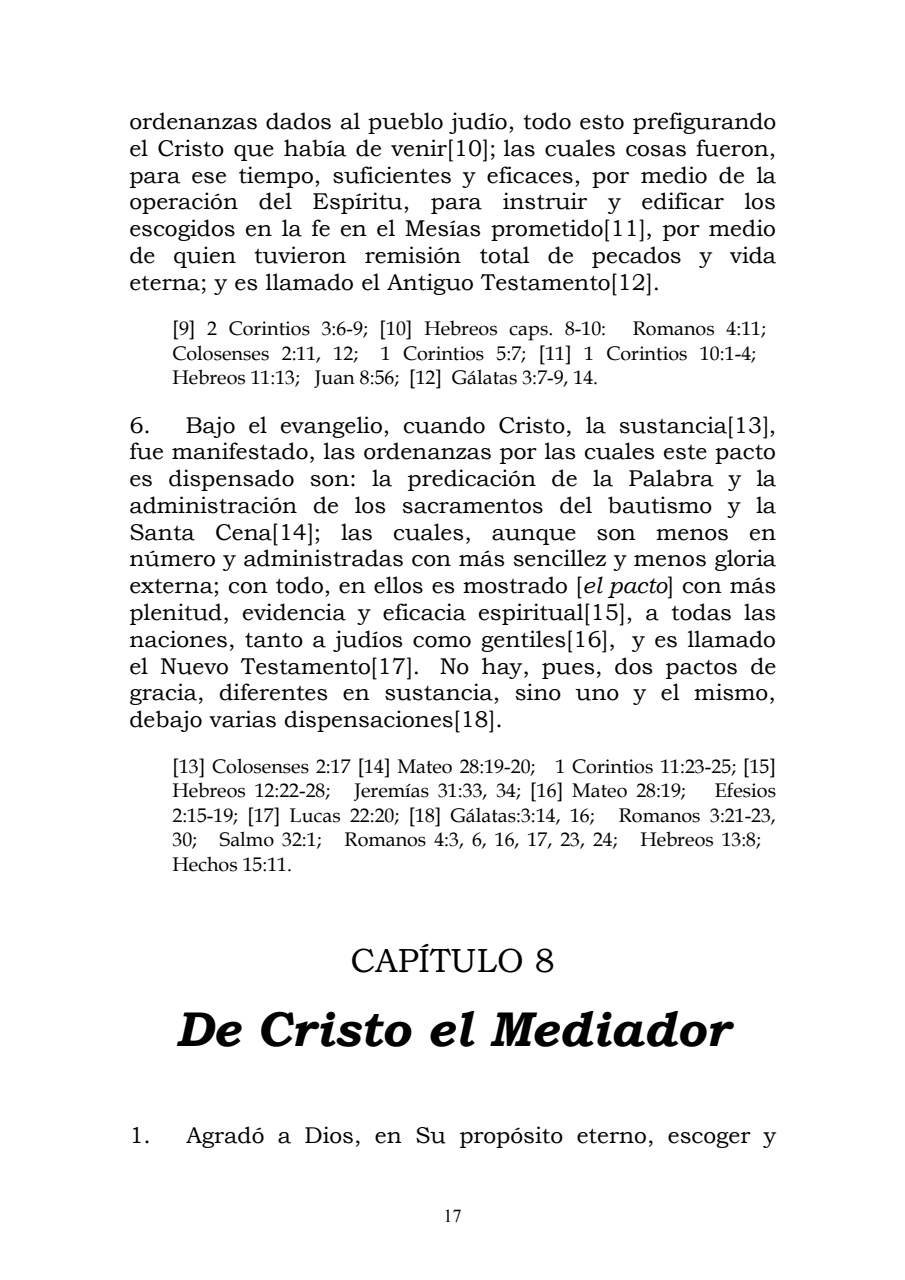 ordenanzas dados al pueblo judío, todo esto prefigurando
el Cristo que había de venir[10]; las cuales cosas fueron,
para ese tiempo, suficientes y eficaces, por medio de la
operación del Espíritu, para instruir y edificar los
escogidos en la fe en el Mesías prometido[11], por medio
de quien tuvieron remisión total de pecados y vida
eterna; y es llamado el Antiguo Testamento[12].
[9] 2 Corintios 3:6-9; [10] Hebreos caps. 8-10: Romanos 4:11;
Colosenses 2:11, 12; 1 Corintios 5:7; [11] 1 Corintios 10:1-4;
Hebreos 11:13; Juan 8:56; [12] Gálatas 3:7-9, 14.
6. Bajo el evangelio, cuando Cristo, la sustancia[13],
fue manifestado, las ordenanzas por las cuales este pacto
es dispensado son: la predicación de la Palabra y la
administración de los sacramentos del bautismo y la
Santa Cena[14]; las cuales, aunque son menos en
número y administradas con más sencillez y menos gloria
externa; con todo, en ellos es mostrado [el pacto] con más
plenitud, evidencia y eficacia espiritual[15], a todas las
naciones, tanto a judíos como gentiles[16], y es llamado
el Nuevo Testamento[17]. No hay, pues, dos pactos de
gracia, diferentes en sustancia, sino uno y el mismo,
debajo varias dispensaciones[18].
[13] Colosenses 2:17 [14] Mateo 28:19-20; 1 Corintios 11:23-25; [15]
Hebreos 12:22-28; Jeremías 31:33, 34; [16] Mateo 28:19; Efesios
2:15-19; [17] Lucas 22:20; [18] Gálatas:3:14, 16; Romanos 3:21-23,
30; Salmo 32:1; Romanos 4:3, 6, 16, 17, 23, 24; Hebreos 13:8;
Hechos 15:11.
CAPÍTULO 8
De Cristo el Mediador
1. Agradó a Dios, en Su propósito eterno, escoger y
17